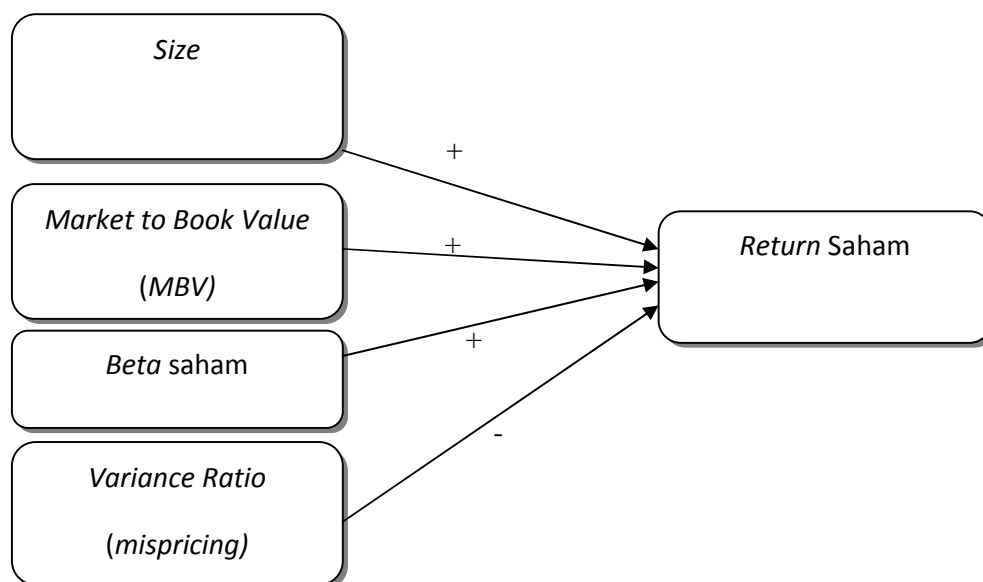 Size
+
Market to Book Value
(MBV)
+
Return Saham
Beta saham
+
Variance Ratio
(mispricing)
-